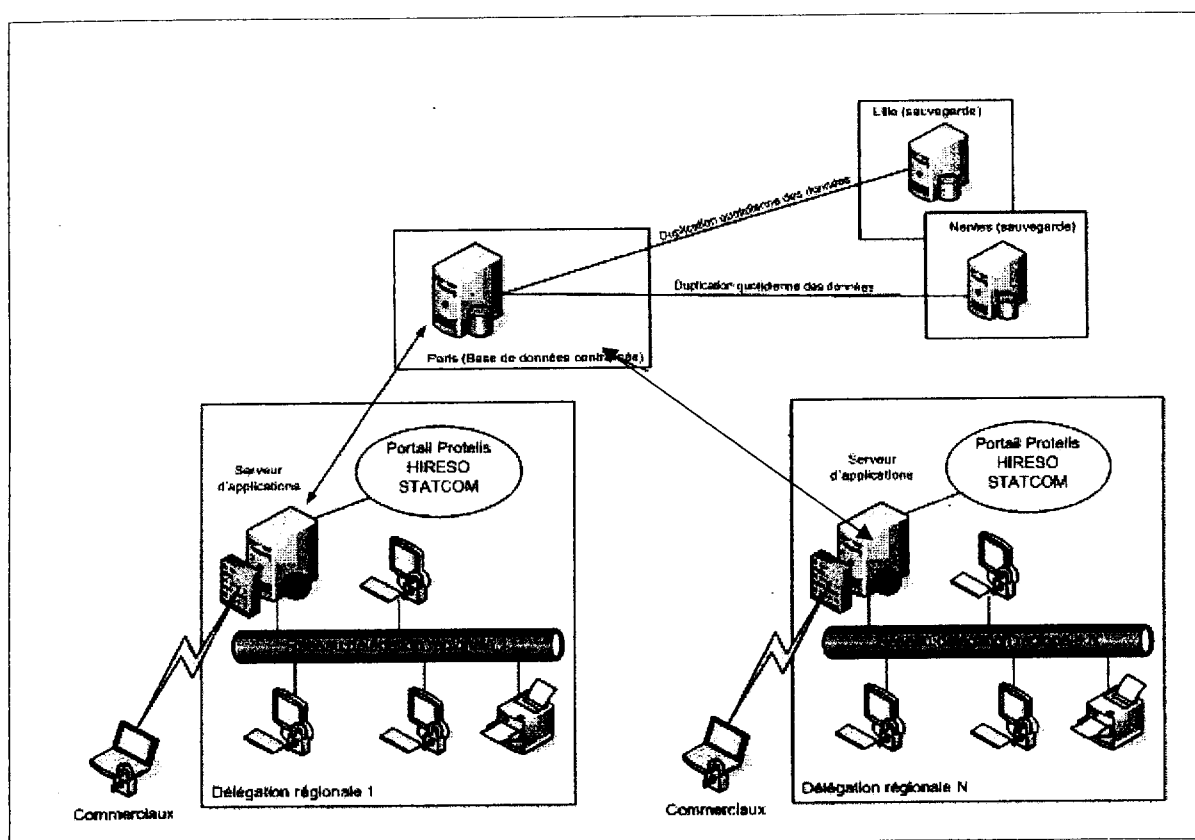 Lille (sauvegarde)
Duplication quotidienne des données
Nantes (sauvegarde)
Duplication quotidienne des données
Paris (Base de données centralisés)
Portail Protelis
HIRESO
STATCOM
Serveur
d'applications
Délégation régionale 1
Commerciaux
Portail Protelis
HIRESO
STATCOM
Serveur
d'applications
Délégation régionale N
Commerciaux